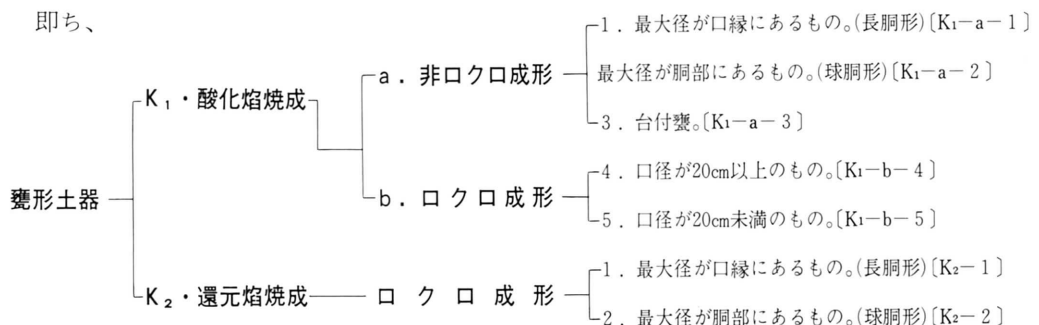 即ち、
1．最大径が口縁にあるもの。(長胴形)〔K₁－a－1〕
a．非ロクロ成形
最大径が胴部にあるもの。(球胴形)〔K₁－a－2〕
K₁・酸化焰焼成
3．台付甕。〔K₁－a－3〕
4．口径が20㎝以上のもの。〔K₁－b－4〕
甕形土器
b．ロクロ成形
5．口径が20㎝未満のもの。〔K₁－b－5〕
1．最大径が口縁にあるもの。(長胴形)〔K₂－1〕
K₂・還元焰焼成
ロクロ成形
2．最大径が胴部にあるもの。(球胴形)〔K₂－2〕